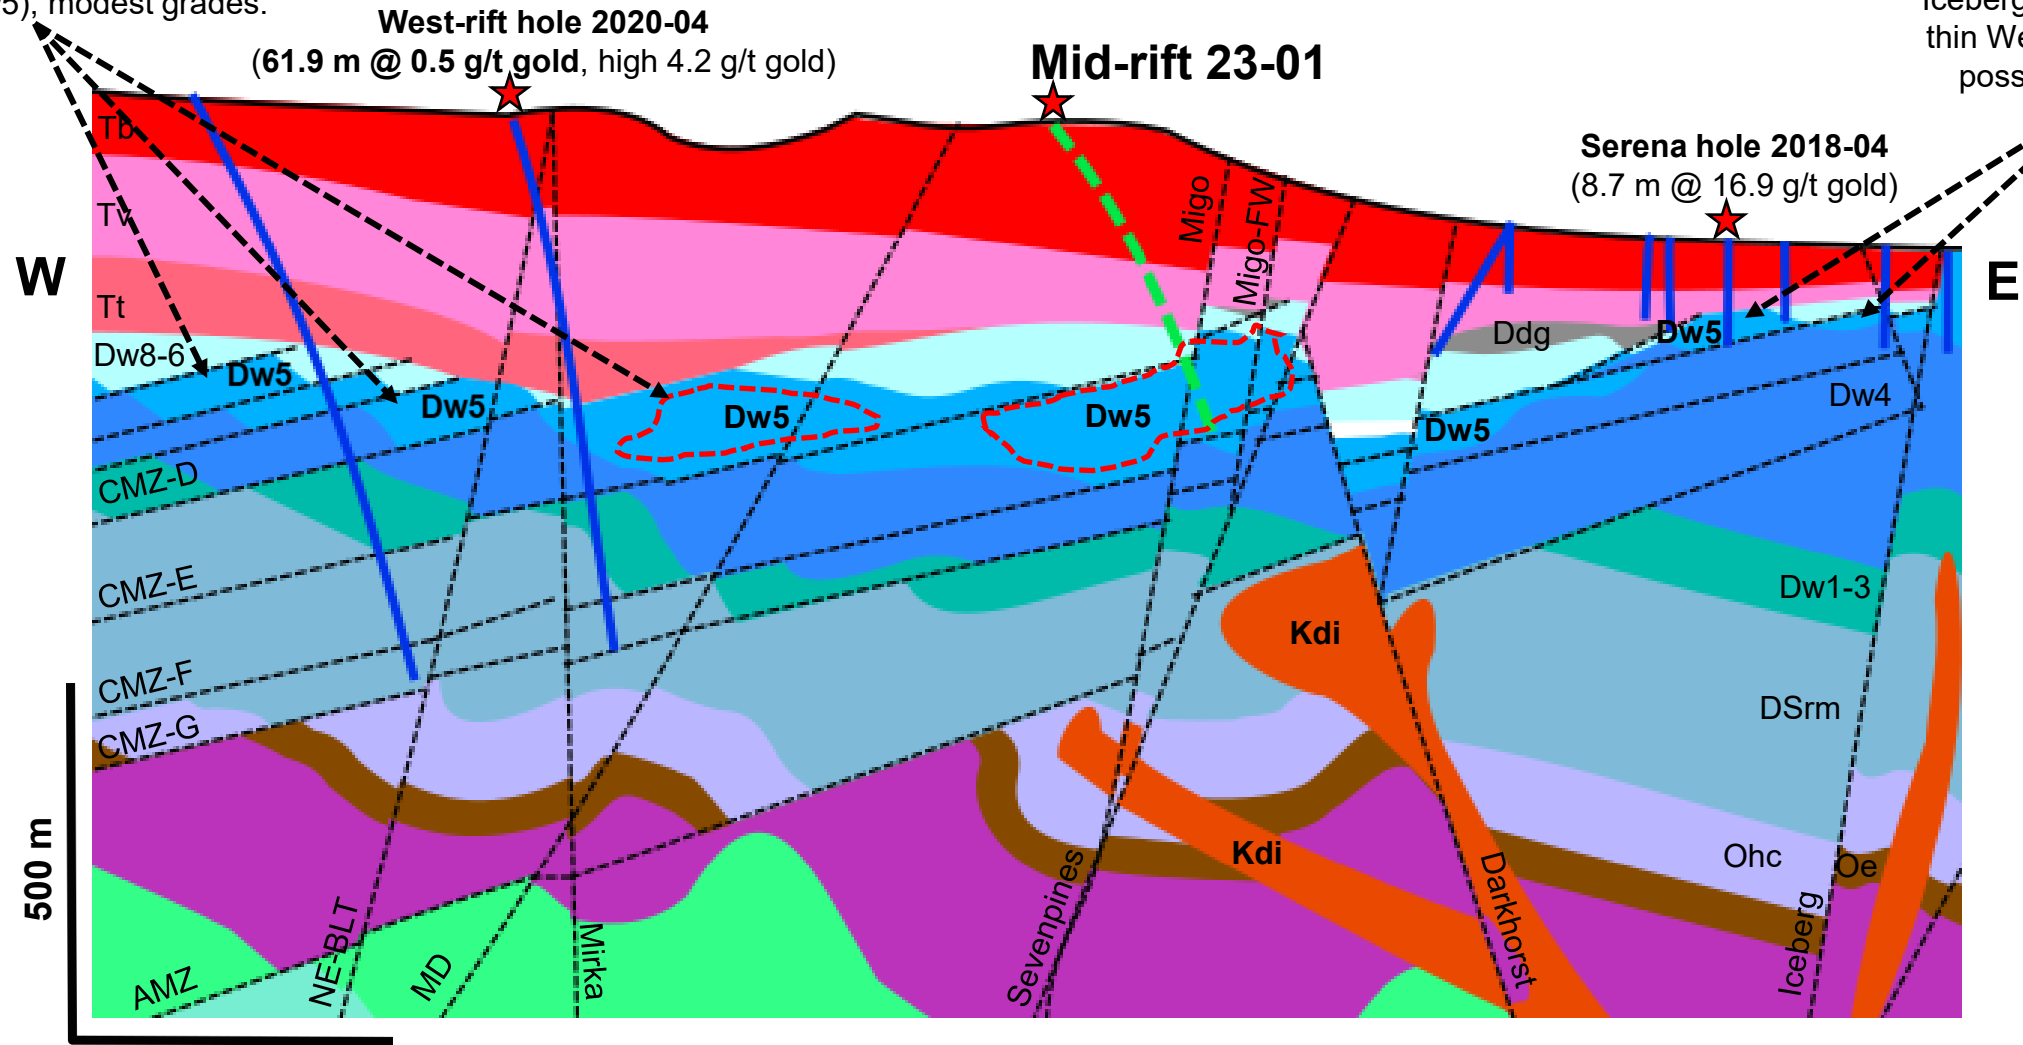 5), modest grades.
West-rift hole 2020-04
(61.9 m @ 0.5 g/t gold, high 4.2 g/t gold)
Mid-rift 23-01
Iceberg
thin We
poss
Serena hole 2018-04
(8.7 m @ 16.9 g/t gold)
W
E
Tb
Tv
Tt
Dw8-6
Dw5
Dw5
Dw5
Dw5
Dw5
Dw5
Migo
Migo-FW
Ddg
Dw4
CMZ-D
CMZ-E
CMZ-F
CMZ-G
Dw1-3
DSrm
Kdi
Kdi
Ohc
Oe
500 m
AMZ
NE-BLT
MD
Mirka
Sevenpines
Darkhorst
Iceberg